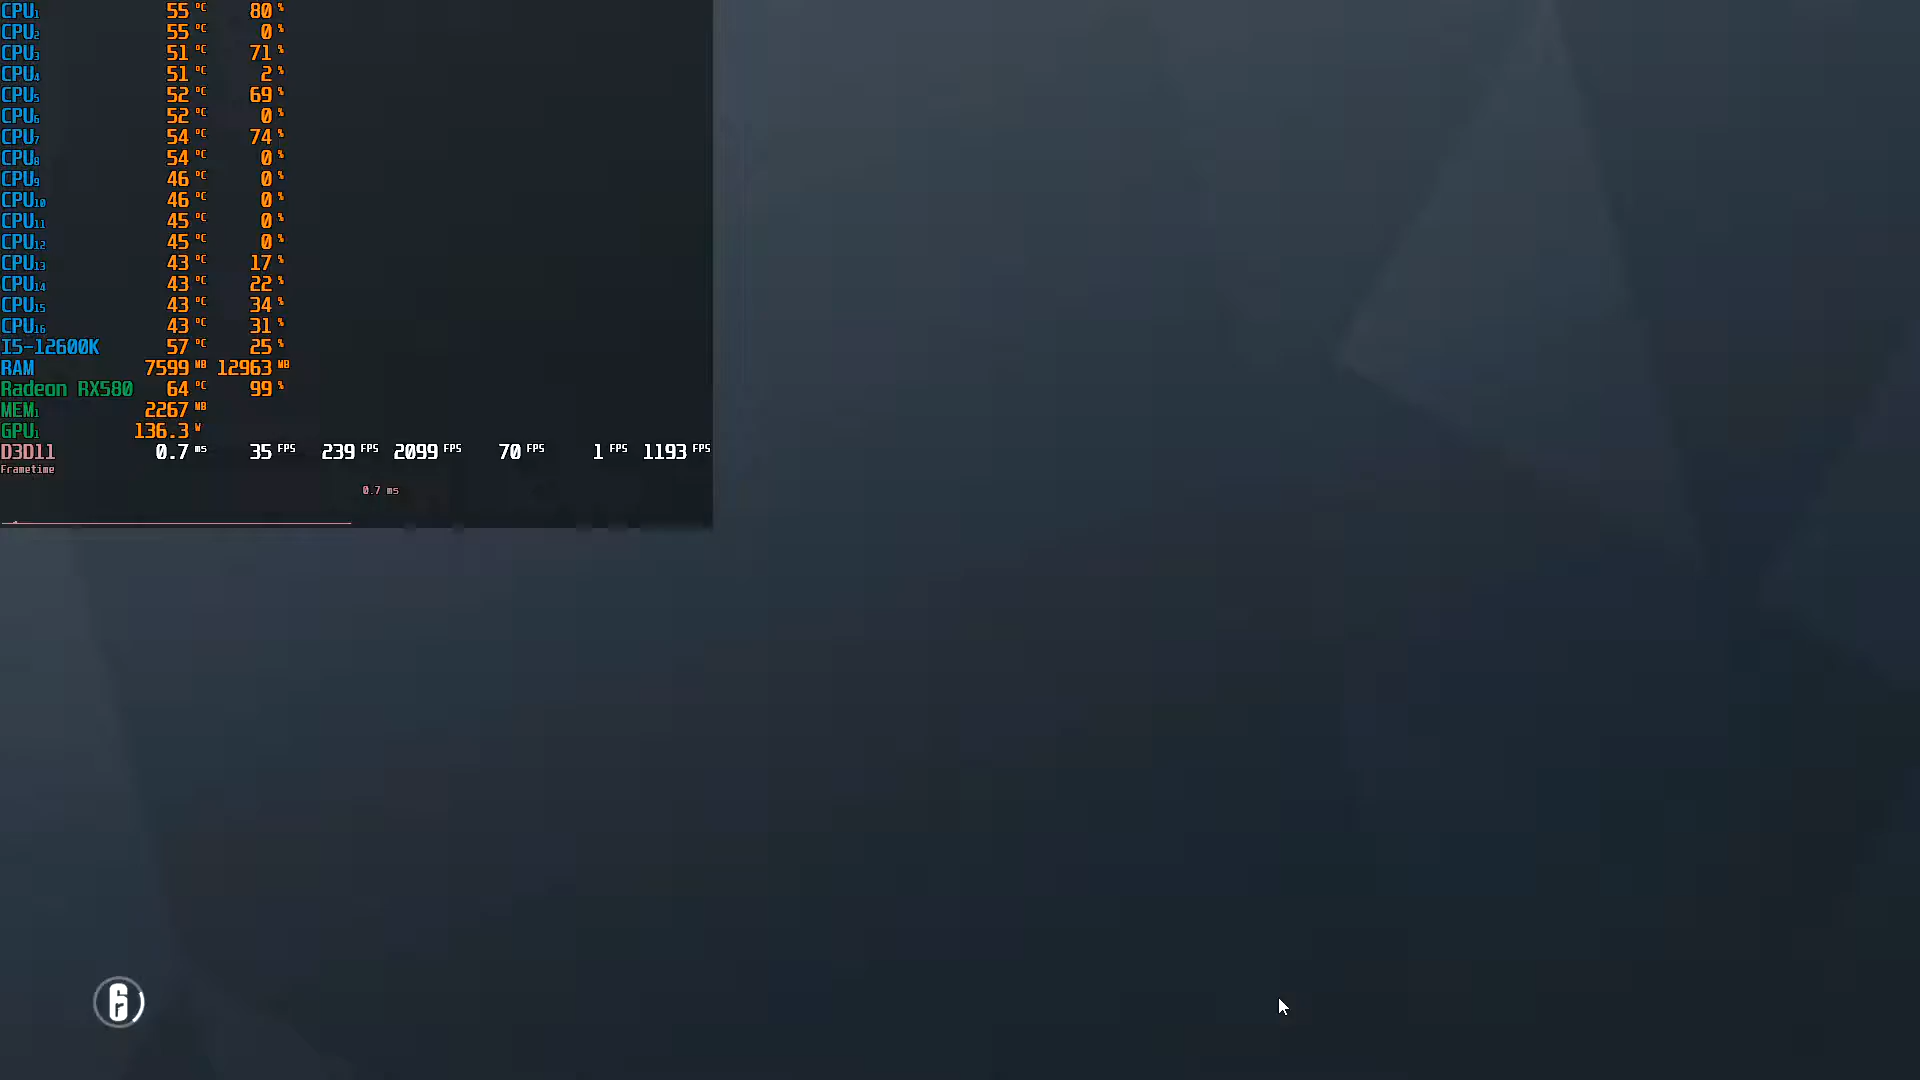 CPU1 55 °C 80 %
CPU2 55 °C 0 %
CPU3 51 °C 71 %
CPU4 51 °C 2 %
CPU5 52 °C 69 %
CPU6 52 °C 0 %
CPU7 54 °C 74 %
CPU8 54 °C 0 %
CPU9 46 °C 0 %
CPU10 46 °C 0 %
CPU11 45 °C 0 %
CPU12 45 °C 0 %
CPU13 43 °C 17 %
CPU14 43 °C 22 %
CPU15 43 °C 34 %
CPU16 43 °C 31 %
I5-12600K 57 °C 25 %
RAM 7599 MB 12963 MB
Radeon RX580 64 °C 99 %
MEM1 2267 MB
GPU1 136.3 W
D3D11 0.7 ms 35 FPS 239 FPS 2099 FPS 70 FPS 1 FPS 1193 FPS
Frametime
0.7 ms
6